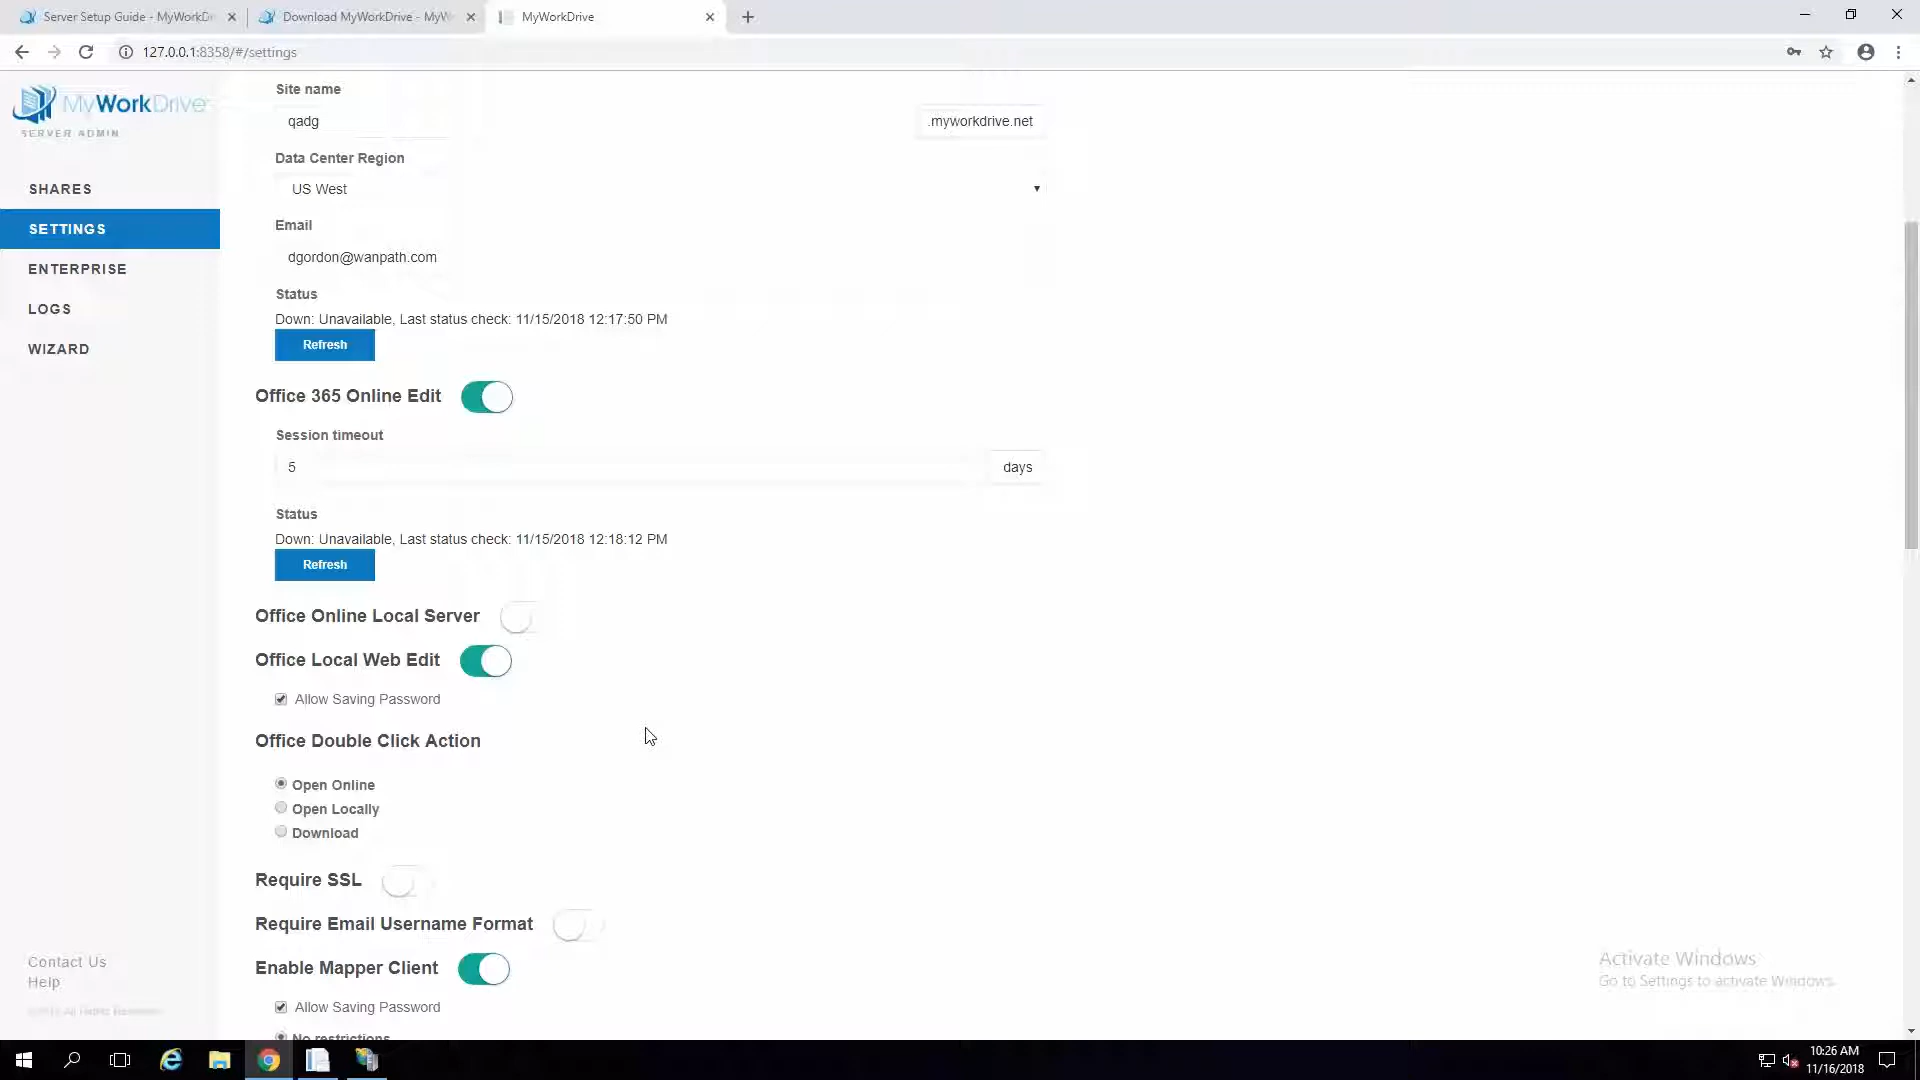 Server Setup Guide - MyWorkDr
Download MyWorkDrive - MyW
MyWorkDrive
127.0.0.1:8358/#/settings
MyWorkDrive
SERVER ADMIN
SHARES
SETTINGS
ENTERPRISE
LOGS
WIZARD
Contact Us
Help
Site name
qadg
.myworkdrive.net
Data Center Region
US West
Email
dgordon@wanpath.com
Status
Down: Unavailable, Last status check: 11/15/2018 12:17:50 PM
Refresh
Office 365 Online Edit
Session timeout
5
days
Status
Down: Unavailable, Last status check: 11/15/2018 12:18:12 PM
Refresh
Office Online Local Server
Office Local Web Edit
Allow Saving Password
Office Double Click Action
Open Online
Open Locally
Download
Require SSL
Require Email Username Format
Enable Mapper Client
Allow Saving Password
No restrictions
Activate Windows
Go to Settings to activate Windows.
10:26 AM
11/16/2018